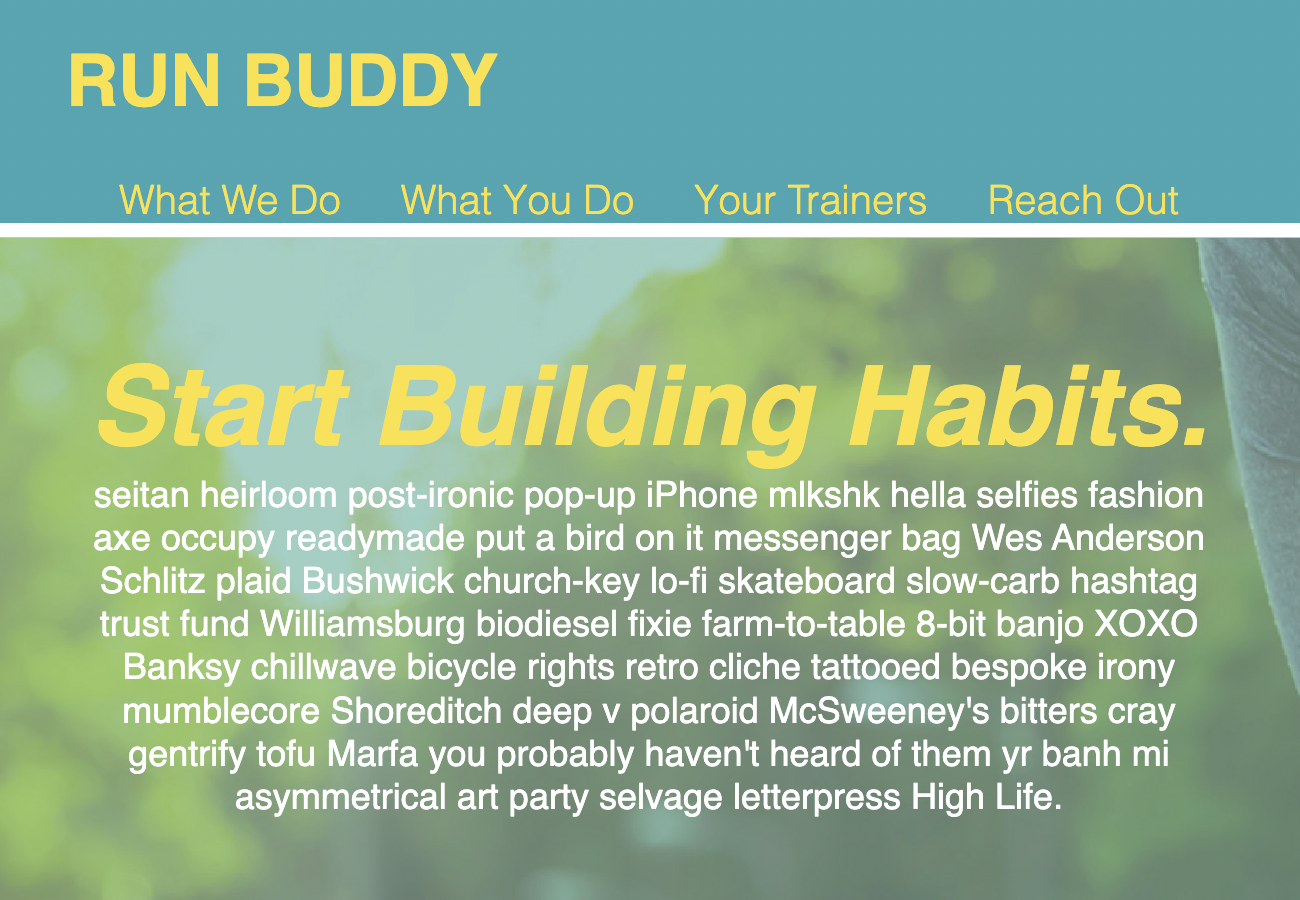 RUN BUDDY
What We Do What You Do Your Trainers Reach Out
Start Building Habits.
seitan heirloom post-ironic pop-up iPhone mlkshk hella selfies fashion
axe occupy readymade put a bird on it messenger bag Wes Anderson
Schlitz plaid Bushwick church-key lo-fi skateboard slow-carb hashtag
trust fund Williamsburg biodiesel fixie farm-to-table 8-bit banjo XOXO
Banksy chillwave bicycle rights retro cliche tattooed bespoke irony
mumblecore Shoreditch deep v polaroid McSweeney's bitters cray
gentrify tofu Marfa you probably haven't heard of them yr banh mi
asymmetrical art party selvage letterpress High Life.